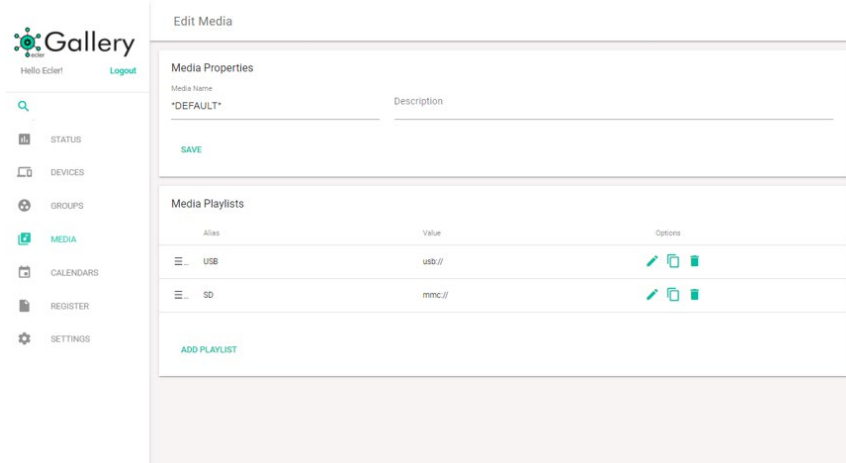 Edit Media
Gallery
ecler
Hello Ecler!
Logout
STATUS
DEVICES
GROUPS
MEDIA
CALENDARS
REGISTER
SETTINGS
Media Properties
Media Name
*DEFAULT*
Description
SAVE
Media Playlists
Alias Value Options
USB usb://
SD mmc://
ADD PLAYLIST